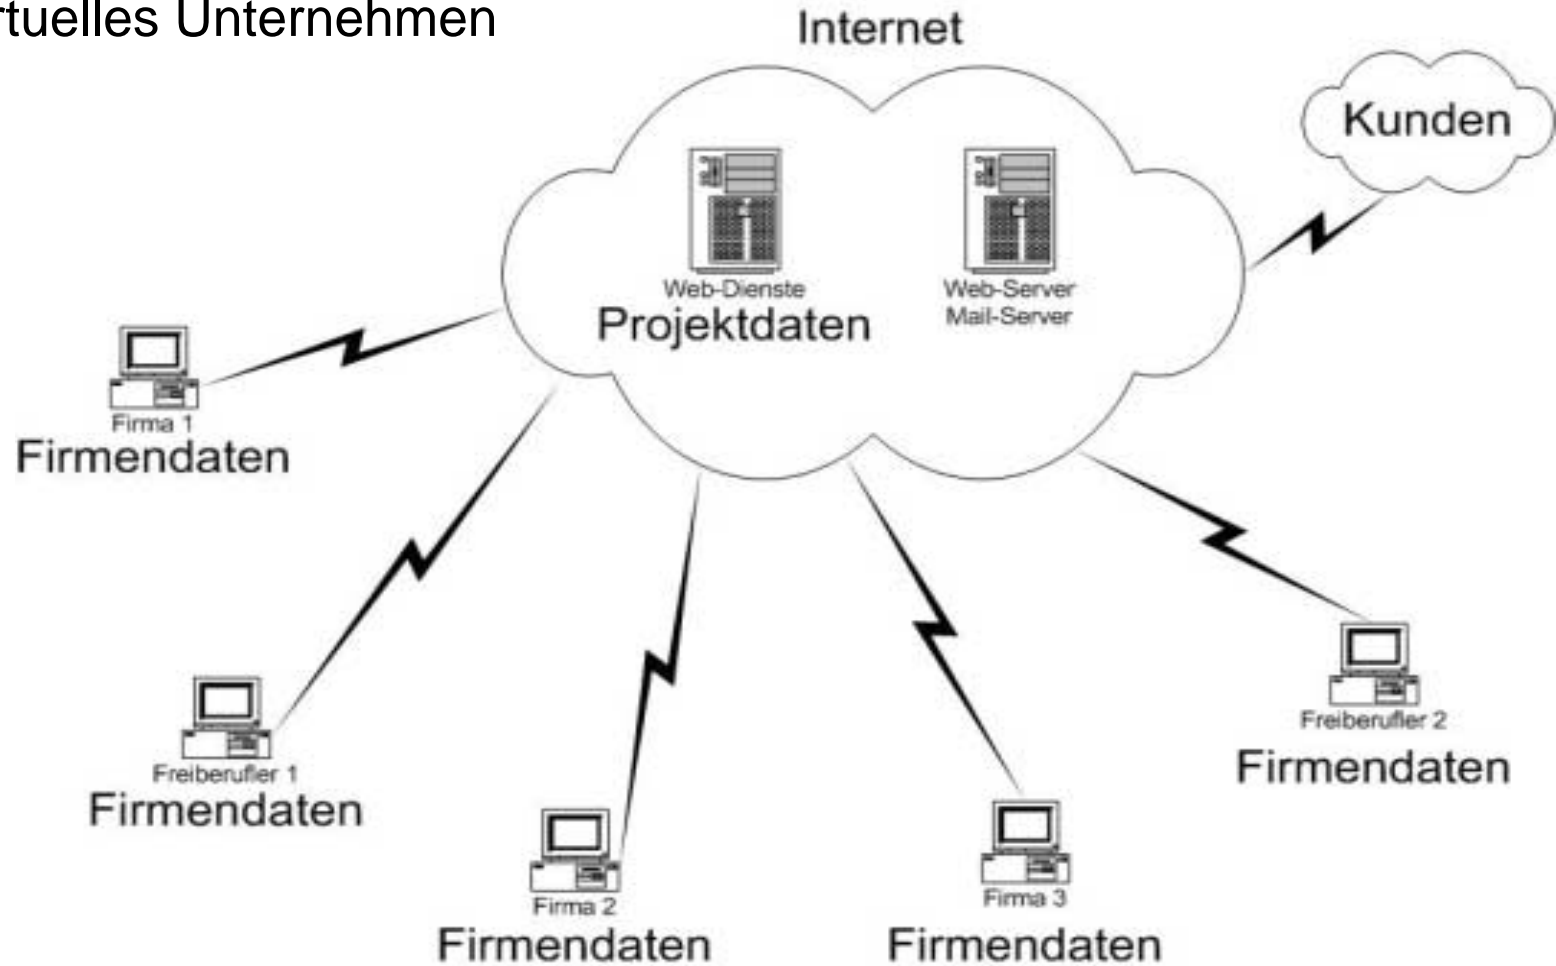 rtuelles Unternehmen
Internet
Kunden
Web-Dienste
Projektdaten
Web-Server
Mail-Server
Firma 1
Firmendaten
Freiberufler 1
Firmendaten
Firma 2
Firmendaten
Firma 3
Firmendaten
Freiberufler 2
Firmendaten